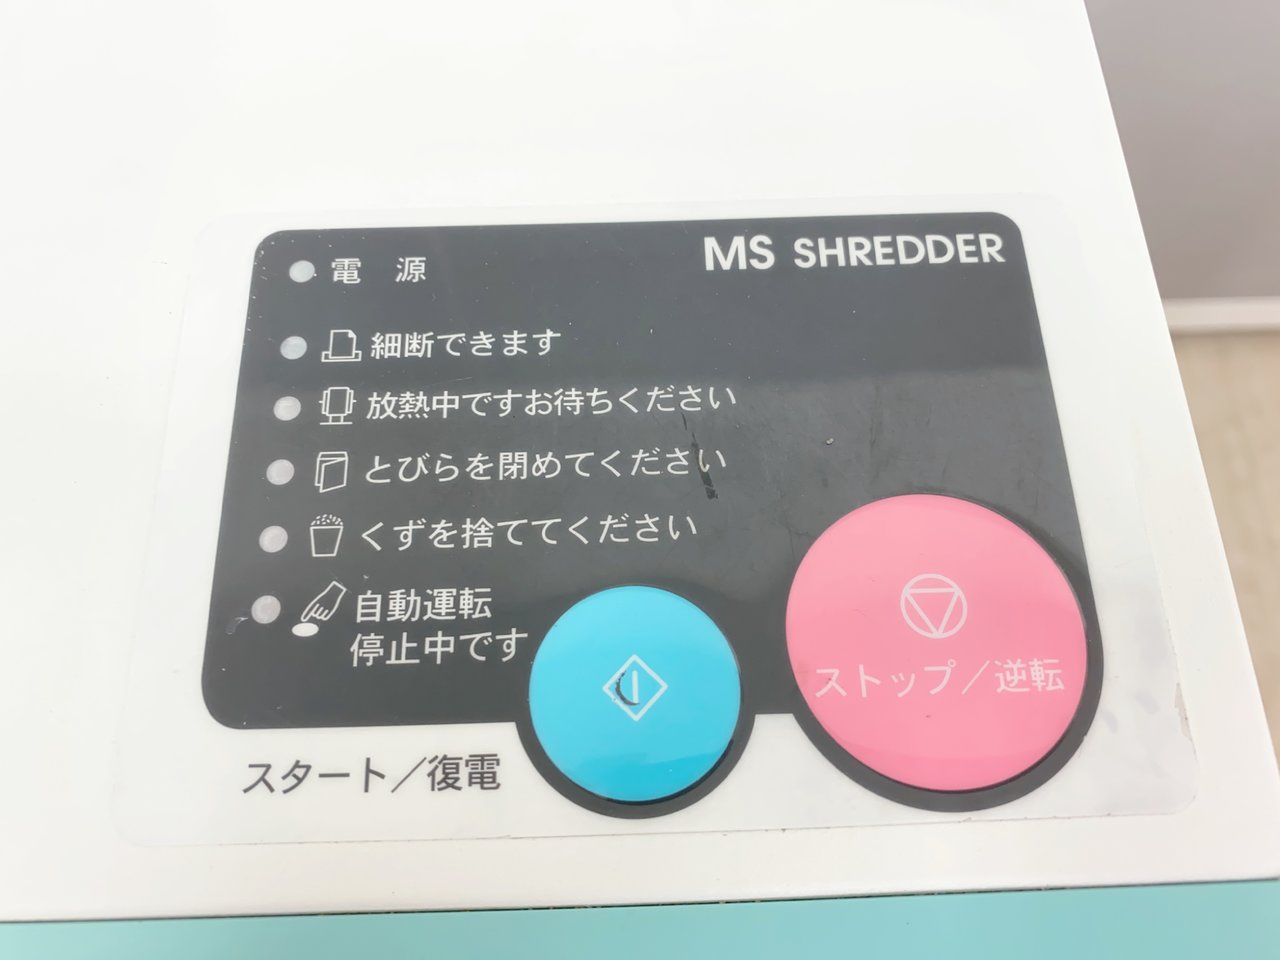 MS SHREDDER
電 源
細断できます
放熱中ですお待ちください
とびらを閉めてください
くずを捨ててください
自動運転
停止中です
ストップ／逆転
スタート／復電